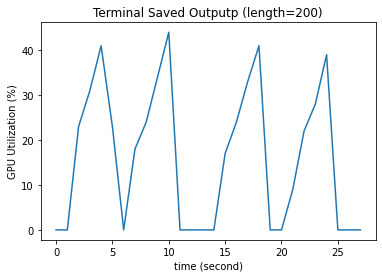 Terminal Saved Outputp (length=200)
GPU Utilization (%)
40
30
20
10
0
0 5 10 15 20 25
time (second)